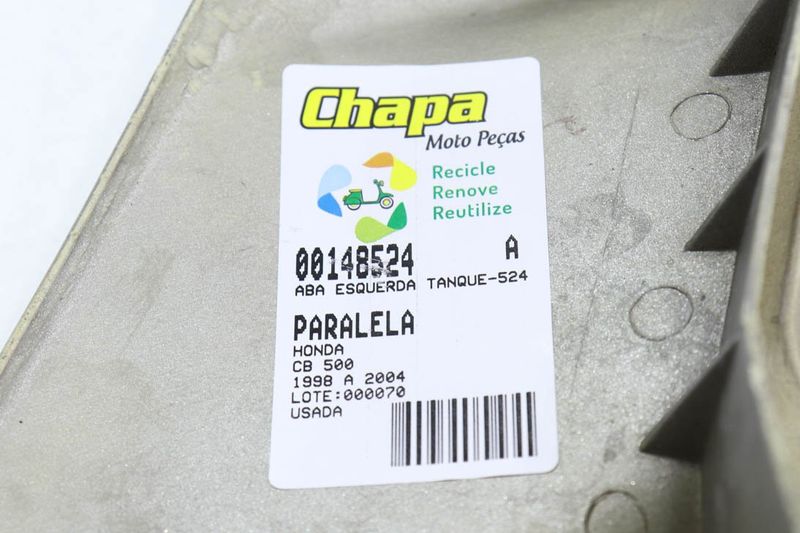 Chapa
Moto Peças
Recicle
Renove
Reutilize
00148524 A
ABA ESQUERDA TANQUE-524
PARALELA
HONDA
CB 500
1998 A 2004
LOTE:000070
USADA